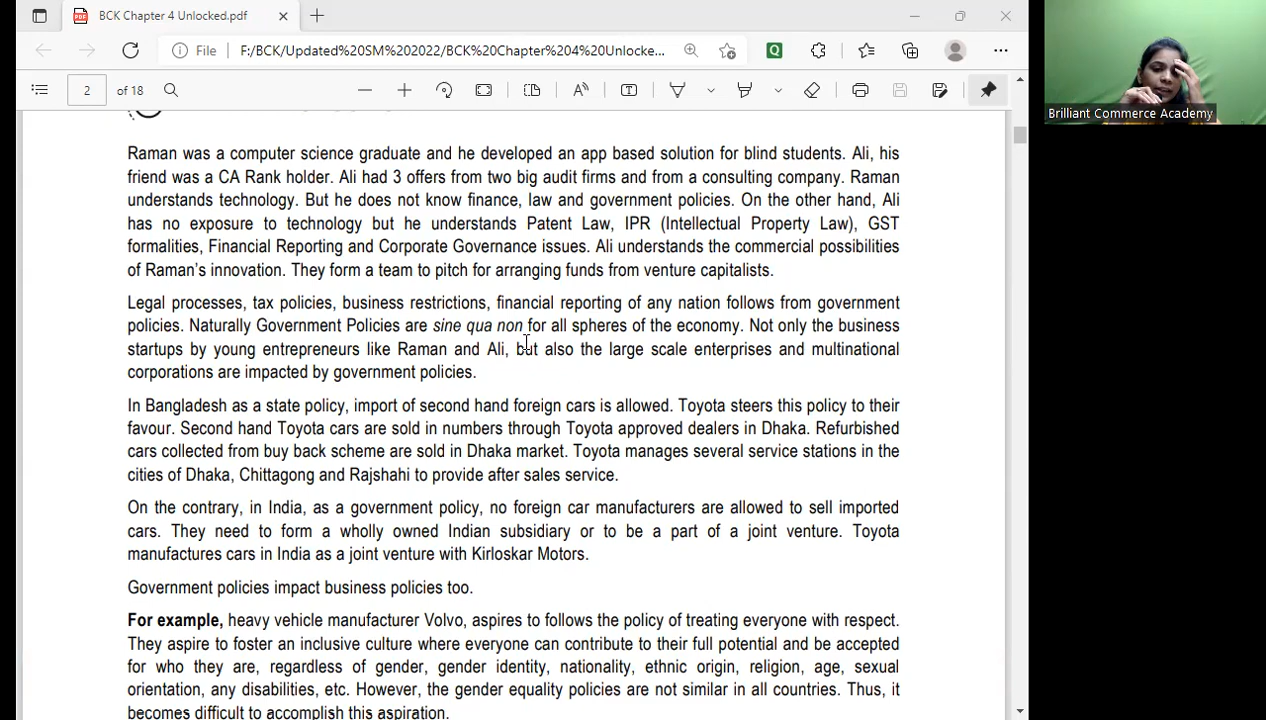 BCK Chapter 4 Unlocked.pdf
File
F:/BCK/Updated%20SM%202022/BCK%20Chapter%204%20Unlocke...
2 of 18
Raman was a computer science graduate and he developed an app based solution for blind students. Ali, his
friend was a CA Rank holder. Ali had 3 offers from two big audit firms and from a consulting company. Raman
understands technology. But he does not know finance, law and government policies. On the other hand, Ali
has no exposure to technology but he understands Patent Law, IPR (Intellectual Property Law), GST
formalities, Financial Reporting and Corporate Governance issues. Ali understands the commercial possibilities
of Raman's innovation. They form a team to pitch for arranging funds from venture capitalists.
Legal processes, tax policies, business restrictions, financial reporting of any nation follows from government
policies. Naturally Government Policies are sine qua non for all spheres of the economy. Not only the business
startups by young entrepreneurs like Raman and Ali, but also the large scale enterprises and multinational
corporations are impacted by government policies.
In Bangladesh as a state policy, import of second hand foreign cars is allowed. Toyota steers this policy to their
favour. Second hand Toyota cars are sold in numbers through Toyota approved dealers in Dhaka. Refurbished
cars collected from buy back scheme are sold in Dhaka market. Toyota manages several service stations in the
cities of Dhaka, Chittagong and Rajshahi to provide after sales service.
On the contrary, in India, as a government policy, no foreign car manufacturers are allowed to sell imported
cars. They need to form a wholly owned Indian subsidiary or to be a part of a joint venture. Toyota
manufactures cars in India as a joint venture with Kirloskar Motors.
Government policies impact business policies too.
For example, heavy vehicle manufacturer Volvo, aspires to follows the policy of treating everyone with respect.
They aspire to foster an inclusive culture where everyone can contribute to their full potential and be accepted
for who they are, regardless of gender, gender identity, nationality, ethnic origin, religion, age, sexual
orientation, any disabilities, etc. However, the gender equality policies are not similar in all countries. Thus, it
becomes difficult to accomplish this aspiration.
Brilliant Commerce Academy